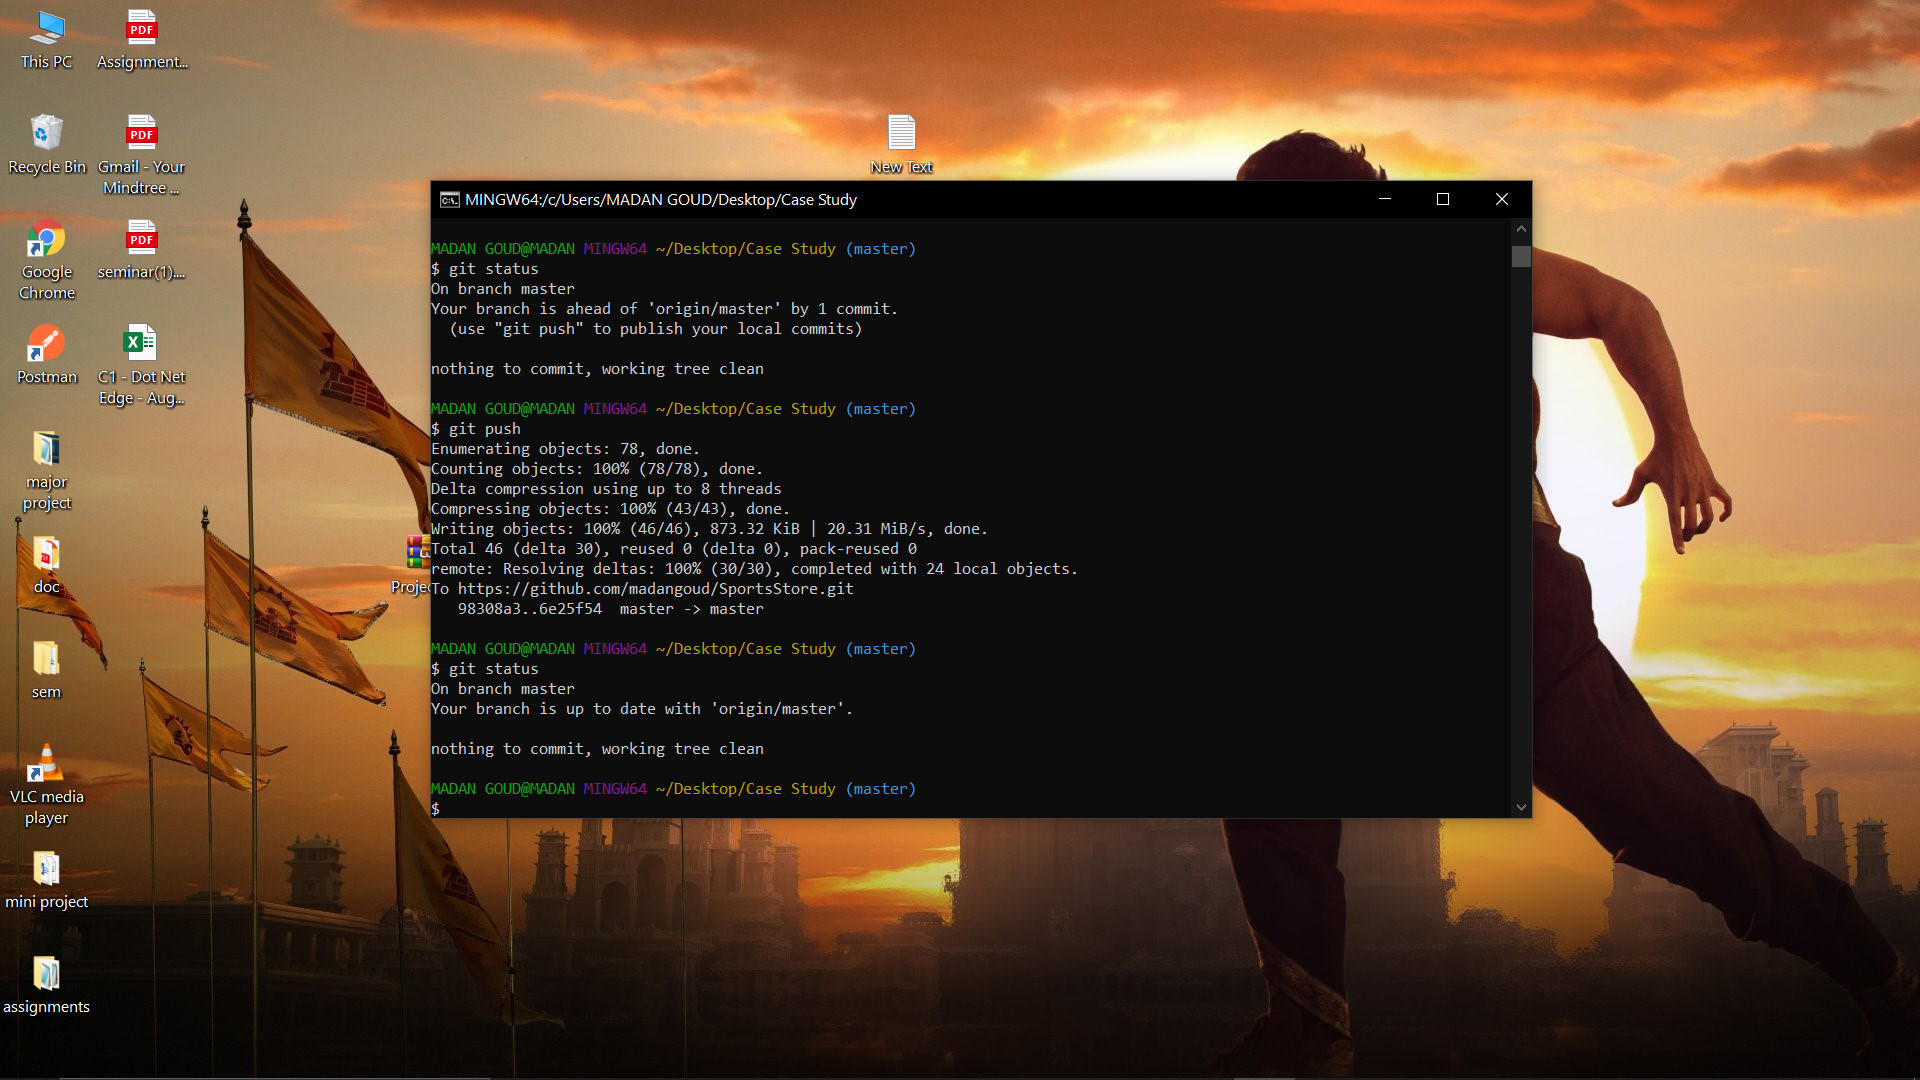 This PC
Assignment...
Recycle Bin
Gmail - Your
Mindtree ...
New Text
Google
Chrome
seminar(1)....
Postman
C1 - Dot Net
Edge - Aug...
major
project
doc
sem
VLC media
player
mini project
assignments
MINGW64:/c/Users/MADAN GOUD/Desktop/Case Study
MADAN GOUD@MADAN MINGW64 ~/Desktop/Case Study (master)
$ git status
On branch master
Your branch is ahead of 'origin/master' by 1 commit.
  (use "git push" to publish your local commits)
nothing to commit, working tree clean
MADAN GOUD@MADAN MINGW64 ~/Desktop/Case Study (master)
$ git push
Enumerating objects: 78, done.
Counting objects: 100% (78/78), done.
Delta compression using up to 8 threads
Compressing objects: 100% (43/43), done.
Writing objects: 100% (46/46), 873.32 KiB | 20.31 MiB/s, done.
Total 46 (delta 30), reused 0 (delta 0), pack-reused 0
remote: Resolving deltas: 100% (30/30), completed with 24 local objects.
To https://github.com/madangoud/SportsStore.git
   98308a3..6e25f54  master -> master
MADAN GOUD@MADAN MINGW64 ~/Desktop/Case Study (master)
$ git status
On branch master
Your branch is up to date with 'origin/master'.
nothing to commit, working tree clean
MADAN GOUD@MADAN MINGW64 ~/Desktop/Case Study (master)
$